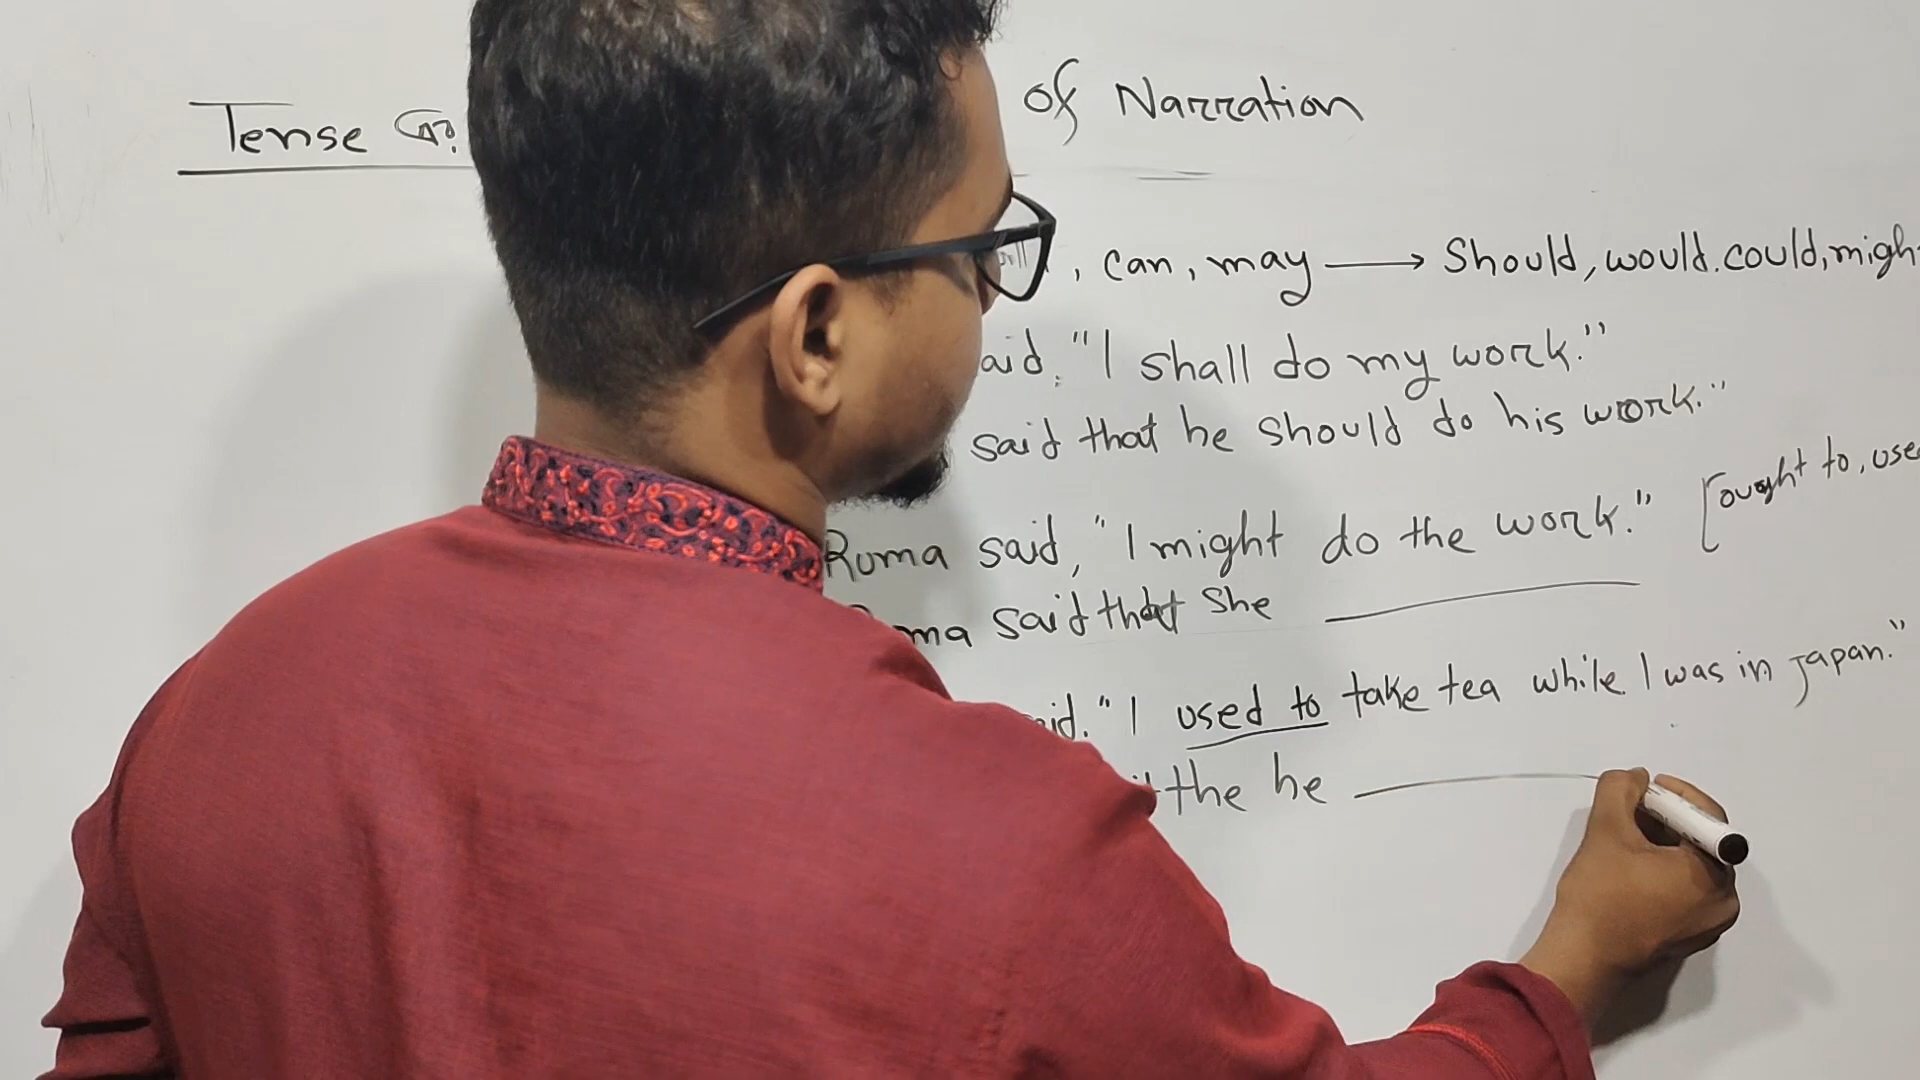 Tense এর of Narration
, can, may → Should, would. could, migh
aid. "I shall do my work."
said that he should do his work."
[ought to, use
Ruma said, "I might do the work."
ma said that She ———
id. "I used to take tea while I was in Japan."
the he ———